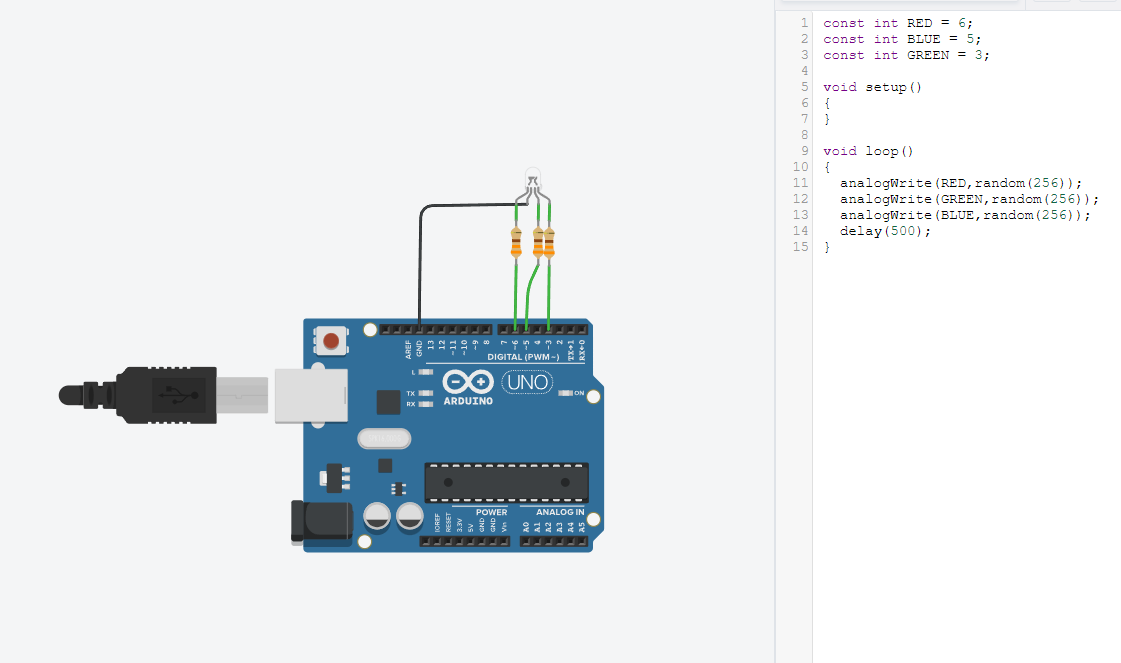 1 const int RED = 6;
2 const int BLUE = 5;
3 const int GREEN = 3;
4
5 void setup()
6 {
7 }
8
9 void loop()
10 {
11 analogWrite(RED,random(256));
12 analogWrite(GREEN,random(256));
13 analogWrite(BLUE,random(256));
14 delay(500);
15 }
AREF GND 13 12 ~11 ~10 ~9 8 7 ~6 ~5 4 ~3 2 TX→1 RX←0
DIGITAL (PWM~)
L
TX
RX
UNO
ARDUINO
ON
POWER ANALOG IN
IOREF RESET 3.3V 5V GND GND Vin A0 A1 A2 A3 A4 A5